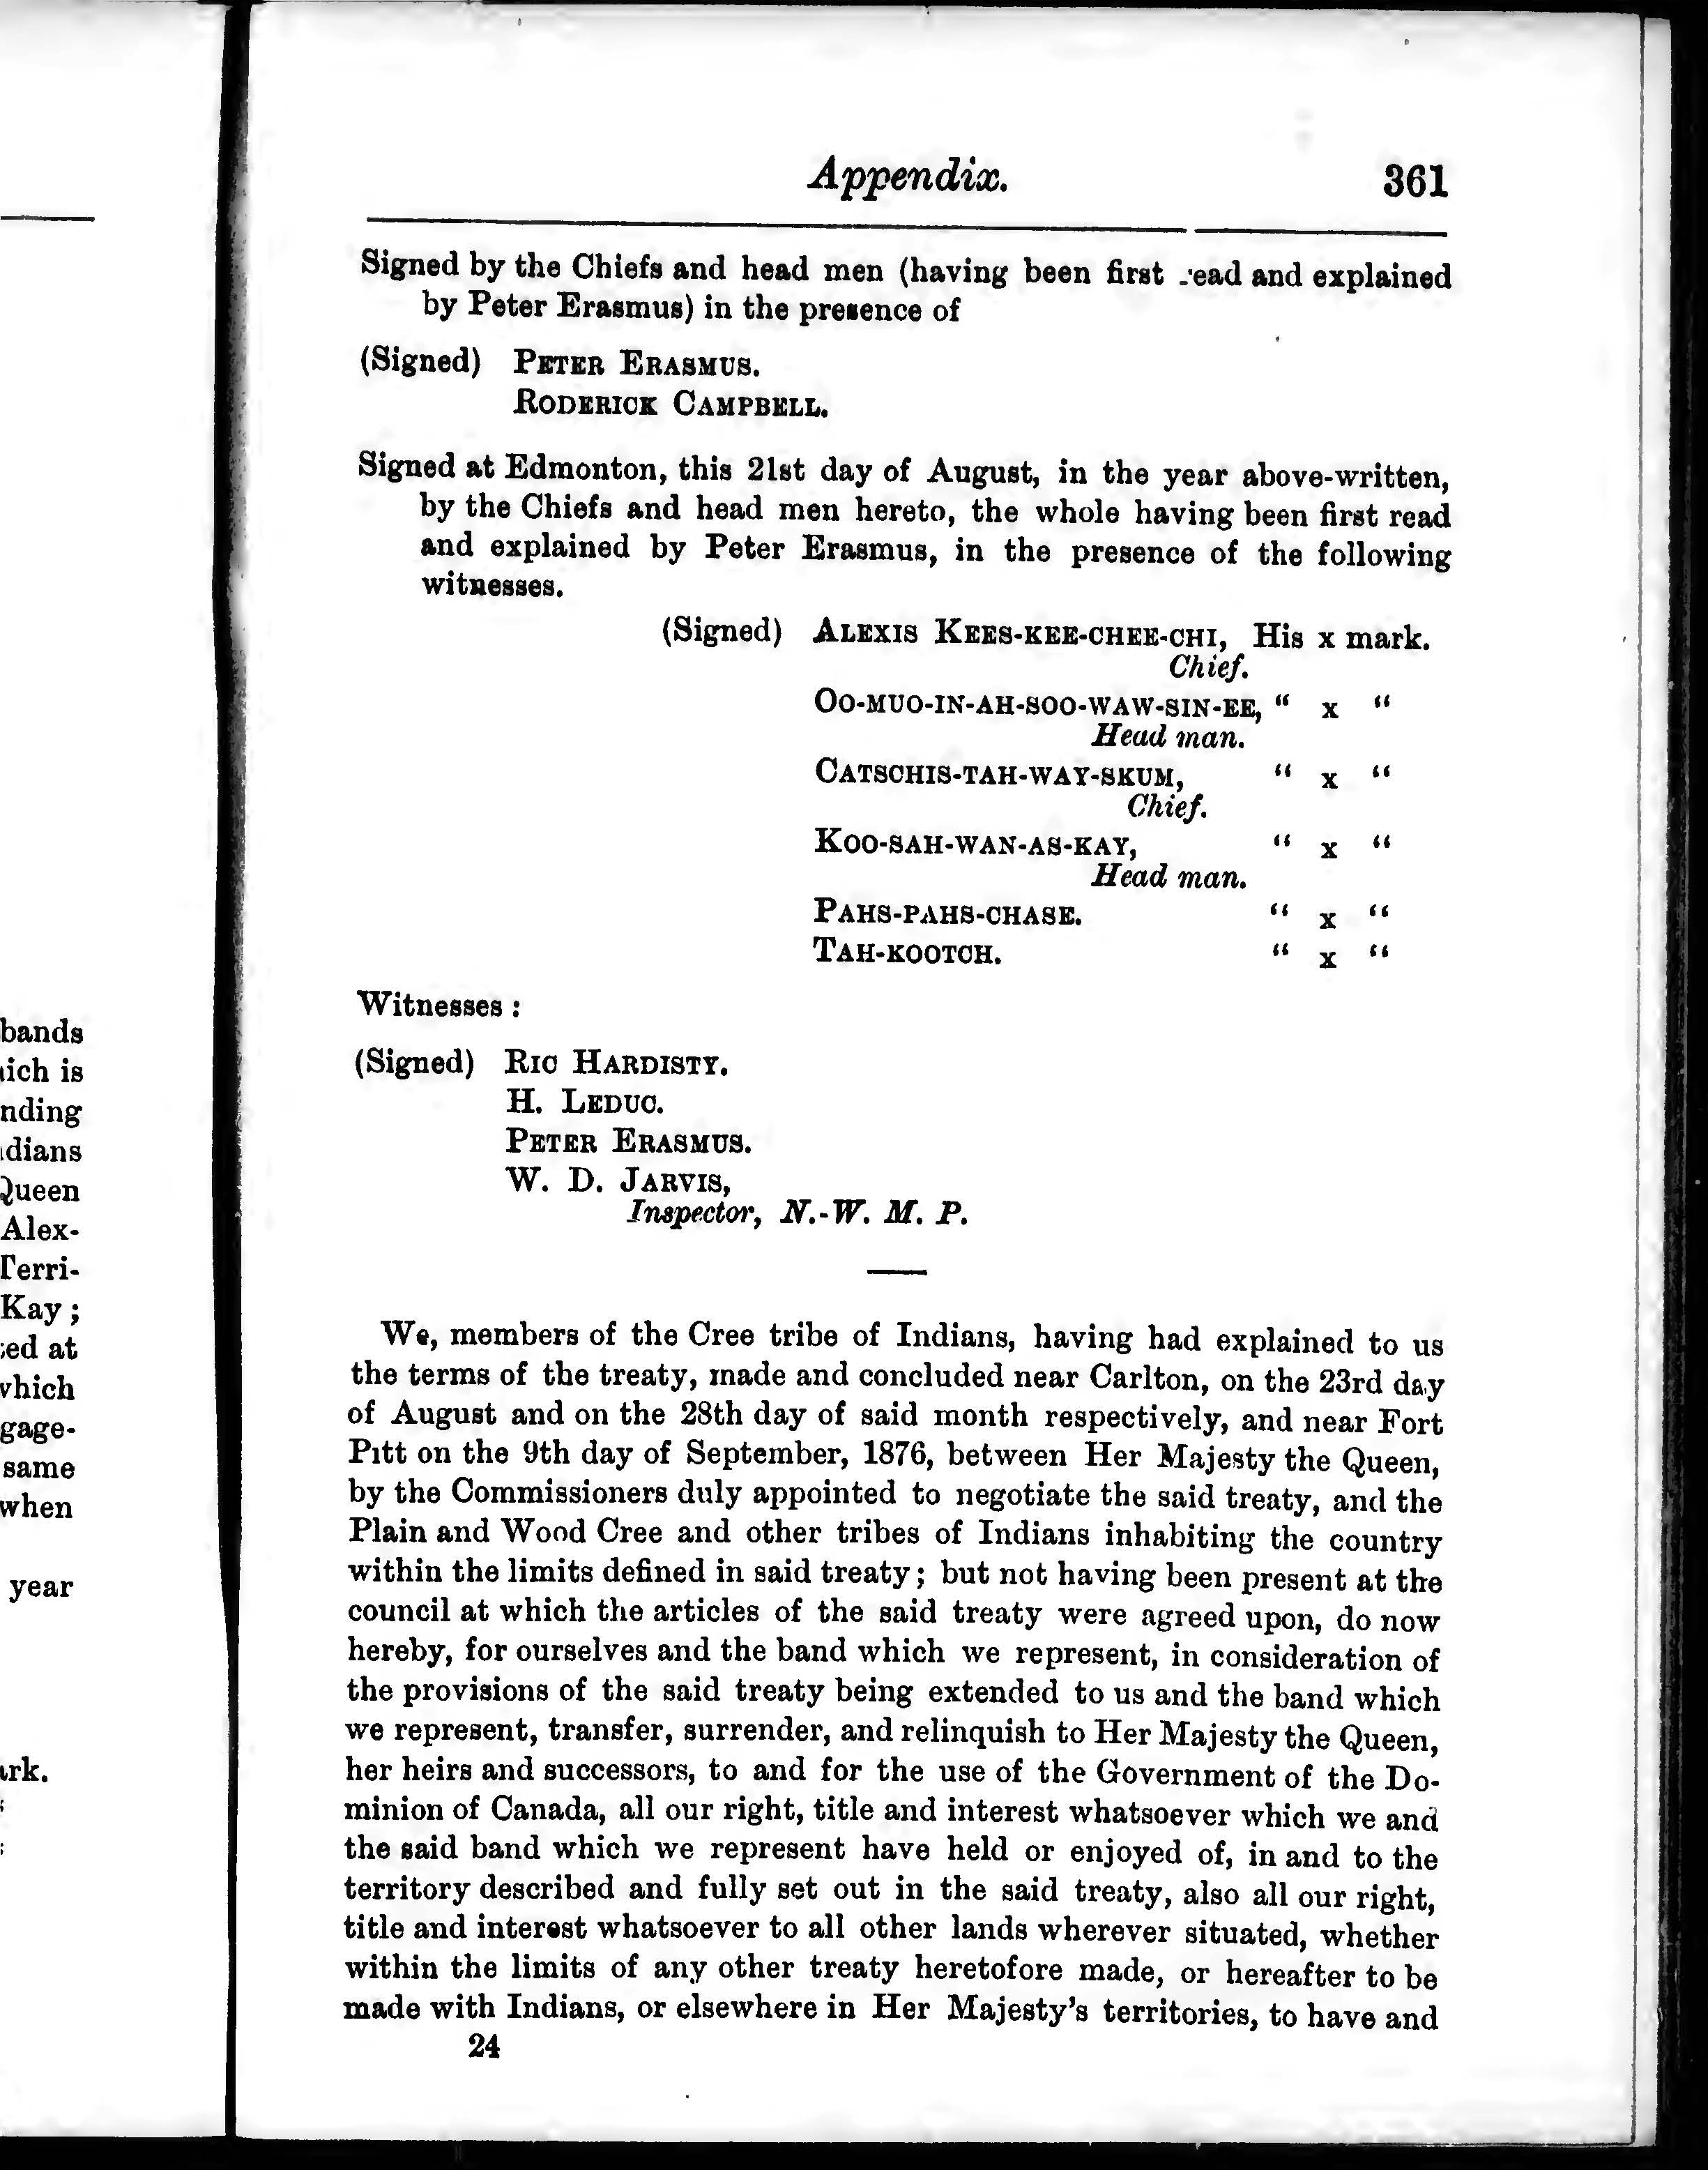 Appendix. 361
Signed by the Chiefs and head men (having been first read and explained
by Peter Erasmus) in the presence of
(Signed) PETER ERASMUS.
RODERICK CAMPBELL.
Signed at Edmonton, this 21st day of August, in the year above-written,
by the Chiefs and head men hereto, the whole having been first read
and explained by Peter Erasmus, in the presence of the following
witnesses.
(Signed) ALEXIS KEES-KEE-CHEE-CHI, His x mark.
Chief.
OO-MUO-IN-AH-SOO-WAW-SIN-EE, “ x “
Head man.
CATSCHIS-TAH-WAY-SKUM, “ x “
Chief.
KOO-SAH-WAN-AS-KAY, “ x “
Head man.
PAHS-PAHS-CHASE. “ x “
TAH-KOOTCH. “ x “
Witnesses :
(Signed) RIC HARDISTY.
H. LEDUC.
PETER ERASMUS.
W. D. JARVIS,
Inspector, N.-W. M. P.
We, members of the Cree tribe of Indians, having had explained to us
the terms of the treaty, made and concluded near Carlton, on the 23rd day
of August and on the 28th day of said month respectively, and near Fort
Pitt on the 9th day of September, 1876, between Her Majesty the Queen,
by the Commissioners duly appointed to negotiate the said treaty, and the
Plain and Wood Cree and other tribes of Indians inhabiting the country
within the limits defined in said treaty; but not having been present at the
council at which the articles of the said treaty were agreed upon, do now
hereby, for ourselves and the band which we represent, in consideration of
the provisions of the said treaty being extended to us and the band which
we represent, transfer, surrender, and relinquish to Her Majesty the Queen,
her heirs and successors, to and for the use of the Government of the Do-
minion of Canada, all our right, title and interest whatsoever which we and
the said band which we represent have held or enjoyed of, in and to the
territory described and fully set out in the said treaty, also all our right,
title and interest whatsoever to all other lands wherever situated, whether
within the limits of any other treaty heretofore made, or hereafter to be
made with Indians, or elsewhere in Her Majesty's territories, to have and
24
bands
is
Queen
Alex-
Terri-
Kay ;
at
same
when
year